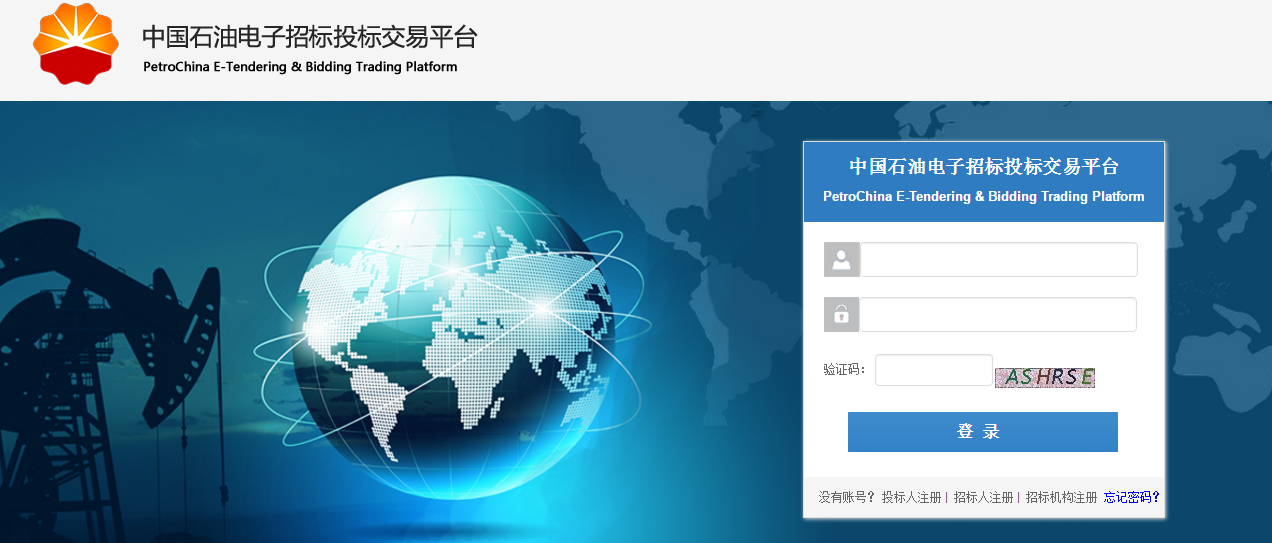 中国石油电子招标投标交易平台
PetroChina E-Tendering & Bidding Trading Platform
中国石油电子招标投标交易平台
PetroChina E-Tendering & Bidding Trading Platform
验证码：
ASHRSE
登 录
没有账号？ 投标人注册 | 招标人注册 | 招标机构注册 忘记密码？